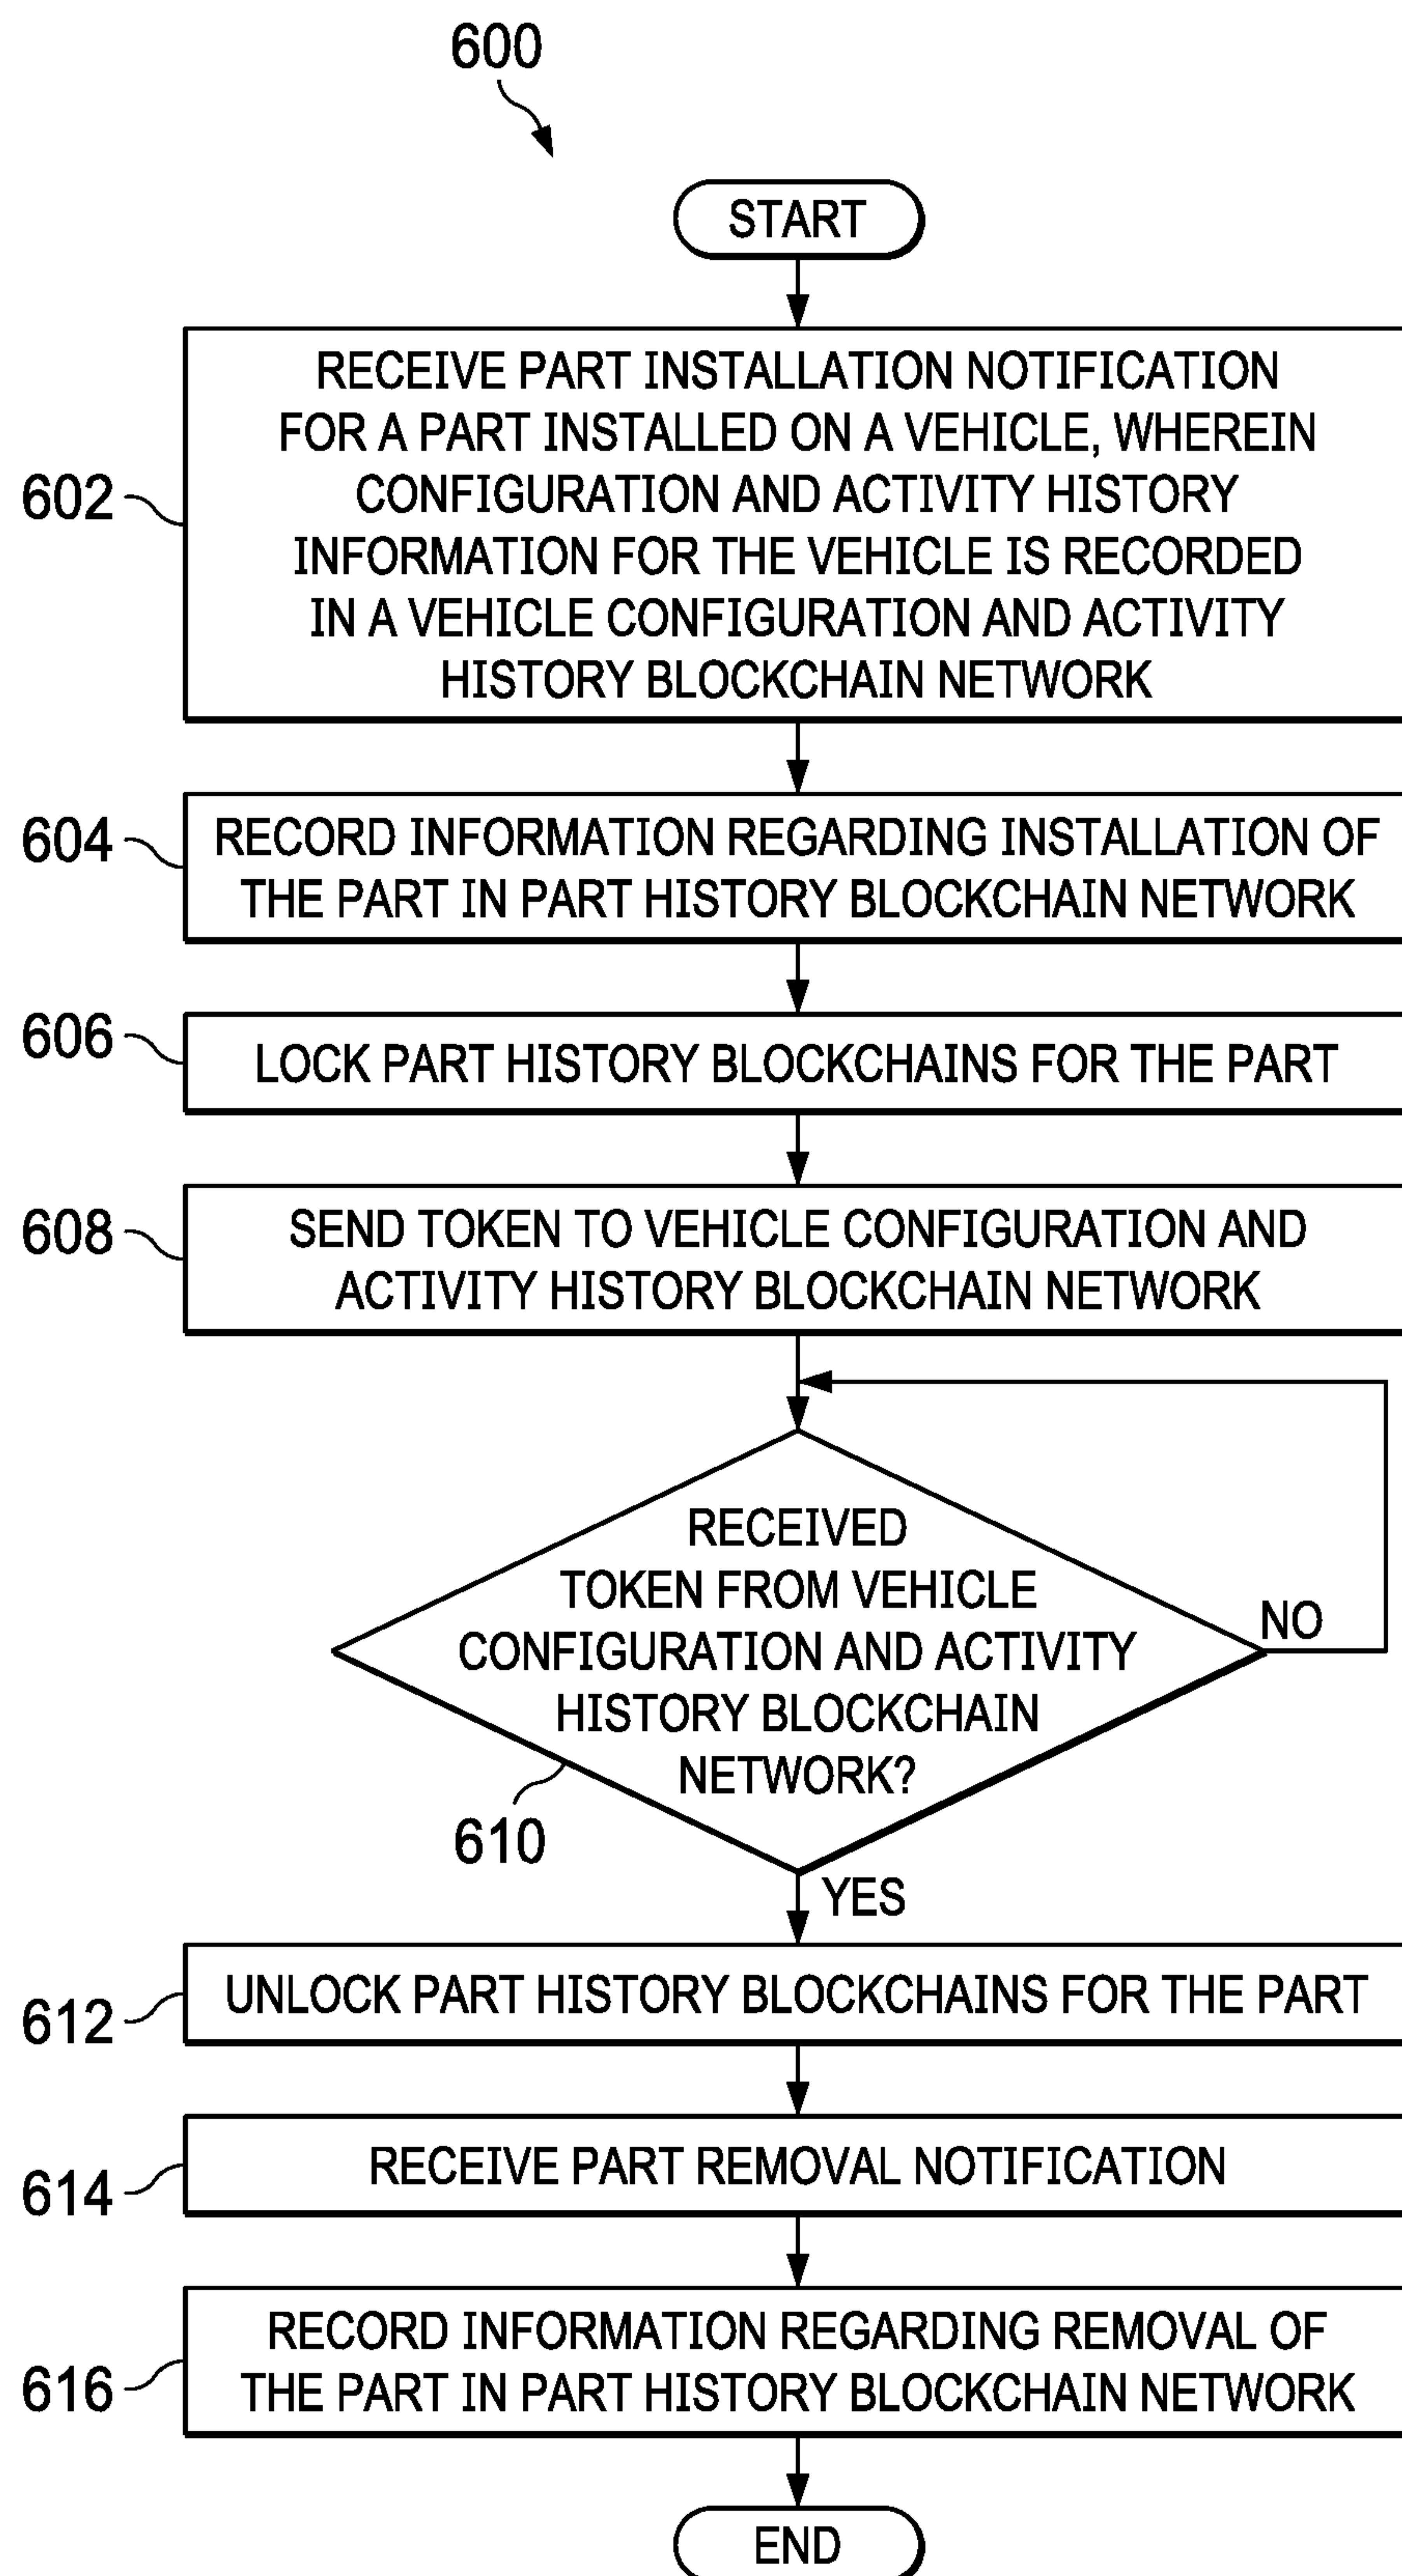 600
START
602
RECEIVE PART INSTALLATION NOTIFICATION
FOR A PART INSTALLED ON A VEHICLE, WHEREIN
CONFIGURATION AND ACTIVITY HISTORY
INFORMATION FOR THE VEHICLE IS RECORDED
IN A VEHICLE CONFIGURATION AND ACTIVITY
HISTORY BLOCKCHAIN NETWORK
604
RECORD INFORMATION REGARDING INSTALLATION OF
THE PART IN PART HISTORY BLOCKCHAIN NETWORK
606
LOCK PART HISTORY BLOCKCHAINS FOR THE PART
608
SEND TOKEN TO VEHICLE CONFIGURATION AND
ACTIVITY HISTORY BLOCKCHAIN NETWORK
RECEIVED
TOKEN FROM VEHICLE
CONFIGURATION AND ACTIVITY
HISTORY BLOCKCHAIN
NETWORK?
NO
610
YES
612
UNLOCK PART HISTORY BLOCKCHAINS FOR THE PART
614
RECEIVE PART REMOVAL NOTIFICATION
616
RECORD INFORMATION REGARDING REMOVAL OF
THE PART IN PART HISTORY BLOCKCHAIN NETWORK
END